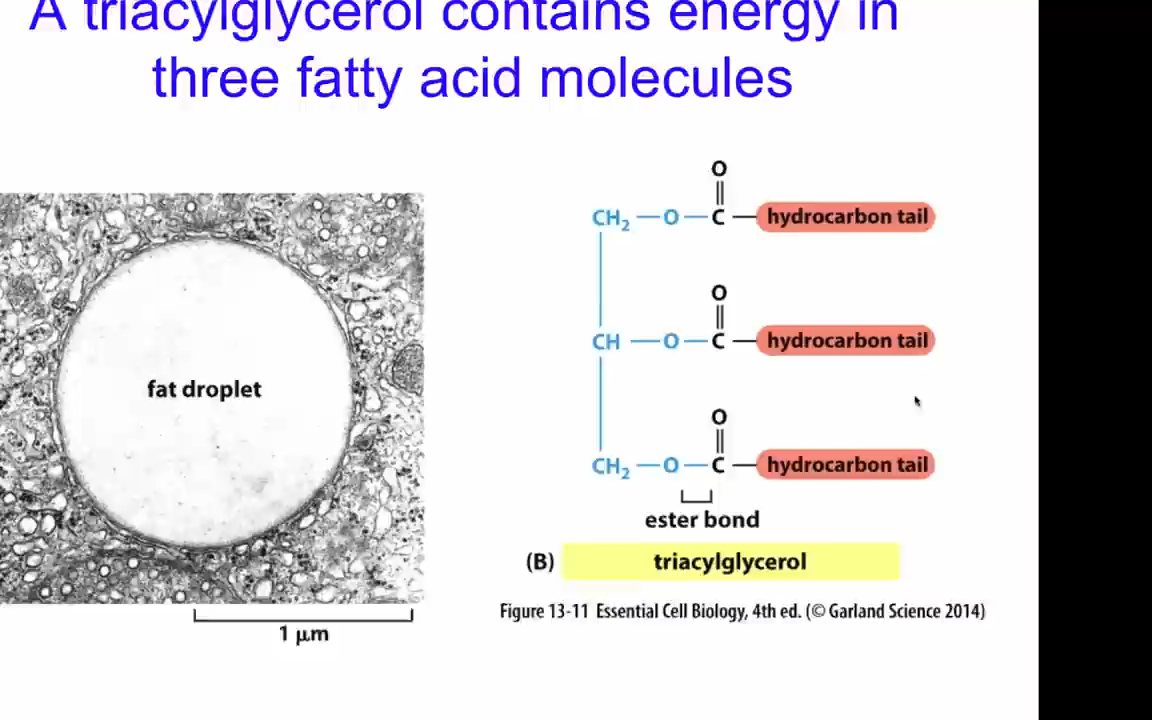 A triacylglycerol contains energy in
three fatty acid molecules
fat droplet
1 µm
O
||
CH₂ — O — C — hydrocarbon tail
O
||
CH — O — C — hydrocarbon tail
O
||
CH₂ — O — C — hydrocarbon tail
ester bond
(B) triacylglycerol
Figure 13-11 Essential Cell Biology, 4th ed. (© Garland Science 2014)